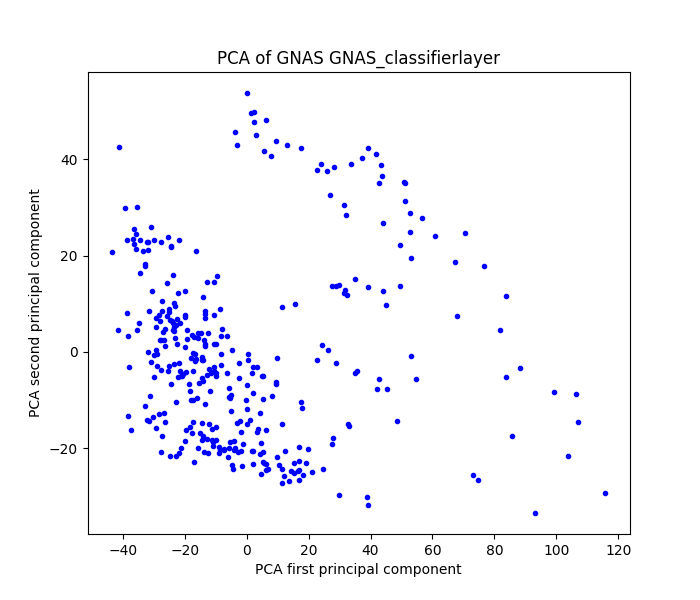 PCA of GNAS GNAS_classifierlayer
PCA second principal component
40
20
0
−20
−40 −20 0 20 40 60 80 100 120
PCA first principal component